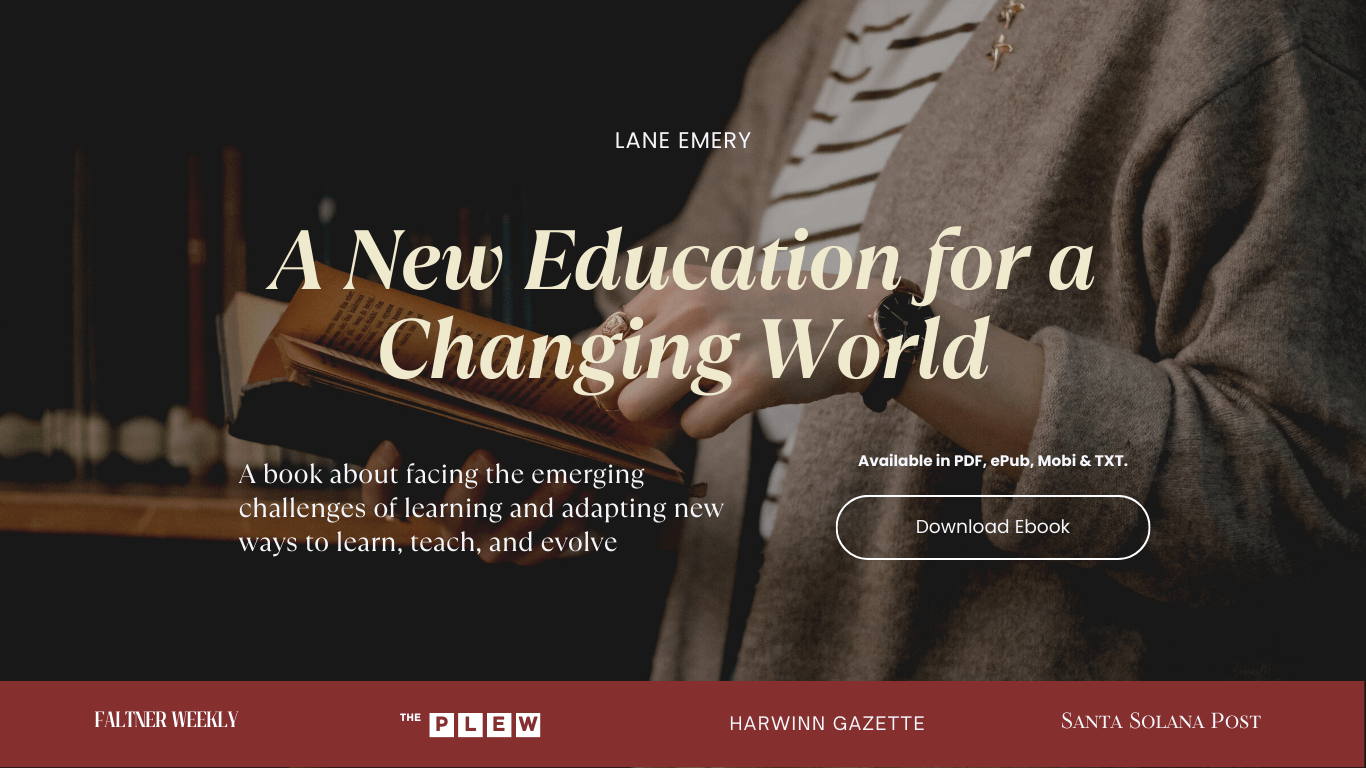 LANE EMERY
A New Education for a
Changing World
A book about facing the emerging
challenges of learning and adapting new
ways to learn, teach, and evolve
Available in PDF, ePub, Mobi & TXT.
Download Ebook
FALTNER WEEKLY
THE PLEW
HARWINN GAZETTE
SANTA SOLANA POST